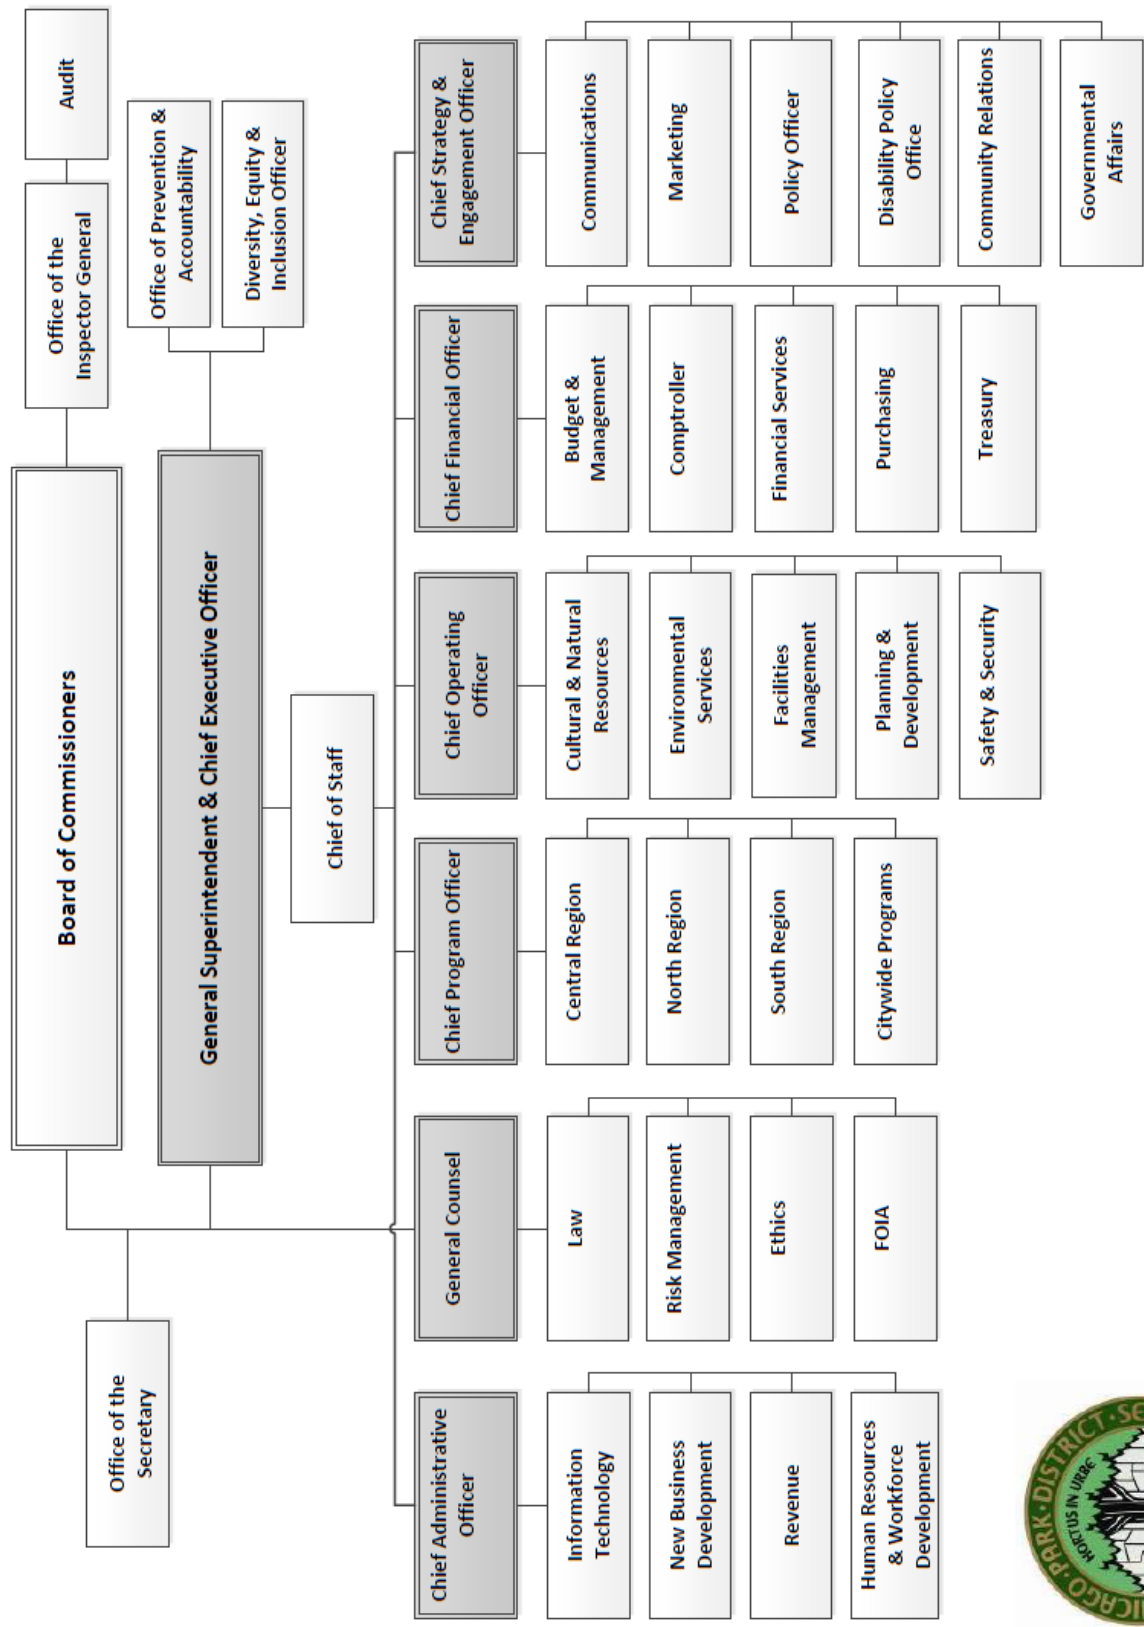 Board of Commissioners
Office of the
Inspector General
Audit
Office of the
Secretary
General Superintendent & Chief Executive Officer
Office of Prevention &
Accountability
Diversity, Equity &
Inclusion Officer
Chief of Staff
Chief Administrative
Officer
Information
Technology
New Business
Development
Revenue
Human Resources
& Workforce
Development
General Counsel
Law
Risk Management
Ethics
FOIA
Chief Program Officer
Central Region
North Region
South Region
Citywide Programs
Chief Operating
Officer
Cultural & Natural
Resources
Environmental
Services
Facilities
Management
Planning &
Development
Safety & Security
Chief Financial Officer
Budget &
Management
Comptroller
Financial Services
Purchasing
Treasury
Chief Strategy &
Engagement Officer
Communications
Marketing
Policy Officer
Disability Policy
Office
Community Relations
Governmental
Affairs
PARK · DISTRICT ·
HORTUS IN URBE